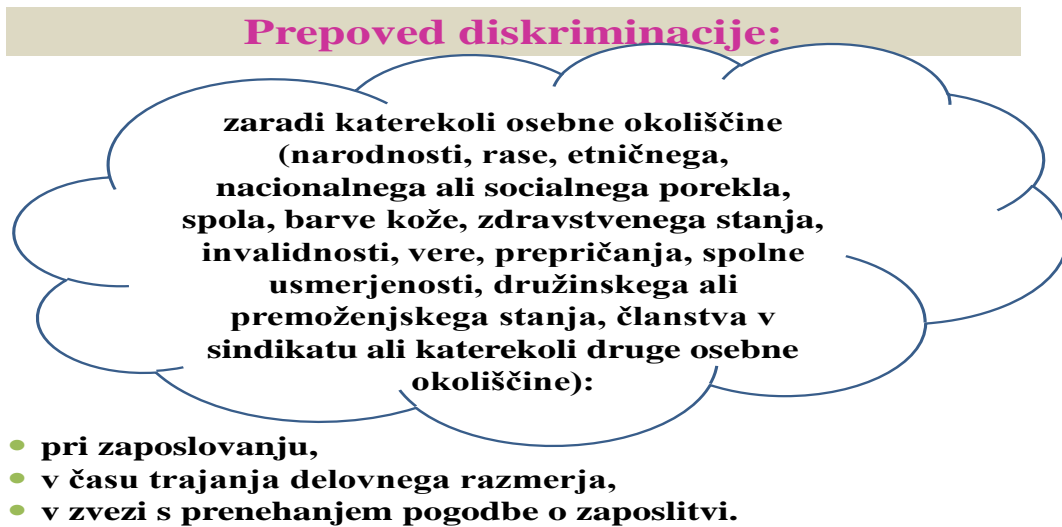 Prepoved diskriminacije:
zaradi katerekoli osebne okoliščine
(narodnosti, rase, etničnega,
nacionalnega ali socialnega porekla,
spola, barve kože, zdravstvenega stanja,
invalidnosti, vere, prepričanja, spolne
usmerjenosti, družinskega ali
premoženjskega stanja, članstva v
sindikatu ali katerekoli druge osebne
okoliščine):
• pri zaposlovanju,
• v času trajanja delovnega razmerja,
• v zvezi s prenehanjem pogodbe o zaposlitvi.